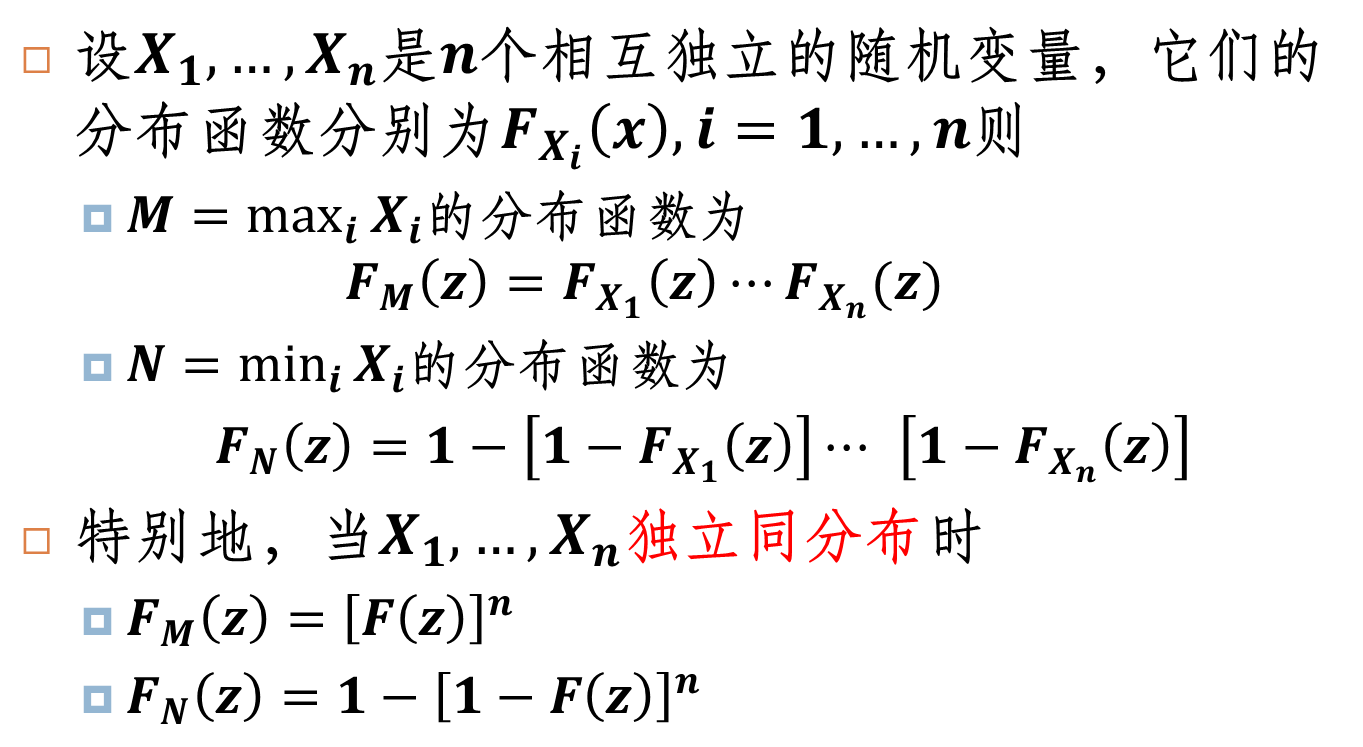 设X₁, …, Xₙ是n个相互独立的随机变量，它们的
分布函数分别为F_{X_i}(x), i = 1, …, n则
M = maxᵢ Xᵢ的分布函数为
F_M(z) = F_{X_1}(z) ⋯ F_{X_n}(z)
N = minᵢ Xᵢ的分布函数为
F_N(z) = 1 − [1 − F_{X_1}(z)] ⋯ [1 − F_{X_n}(z)]
特别地，当X₁, …, Xₙ独立同分布时
F_M(z) = [F(z)]ⁿ
F_N(z) = 1 − [1 − F(z)]ⁿ